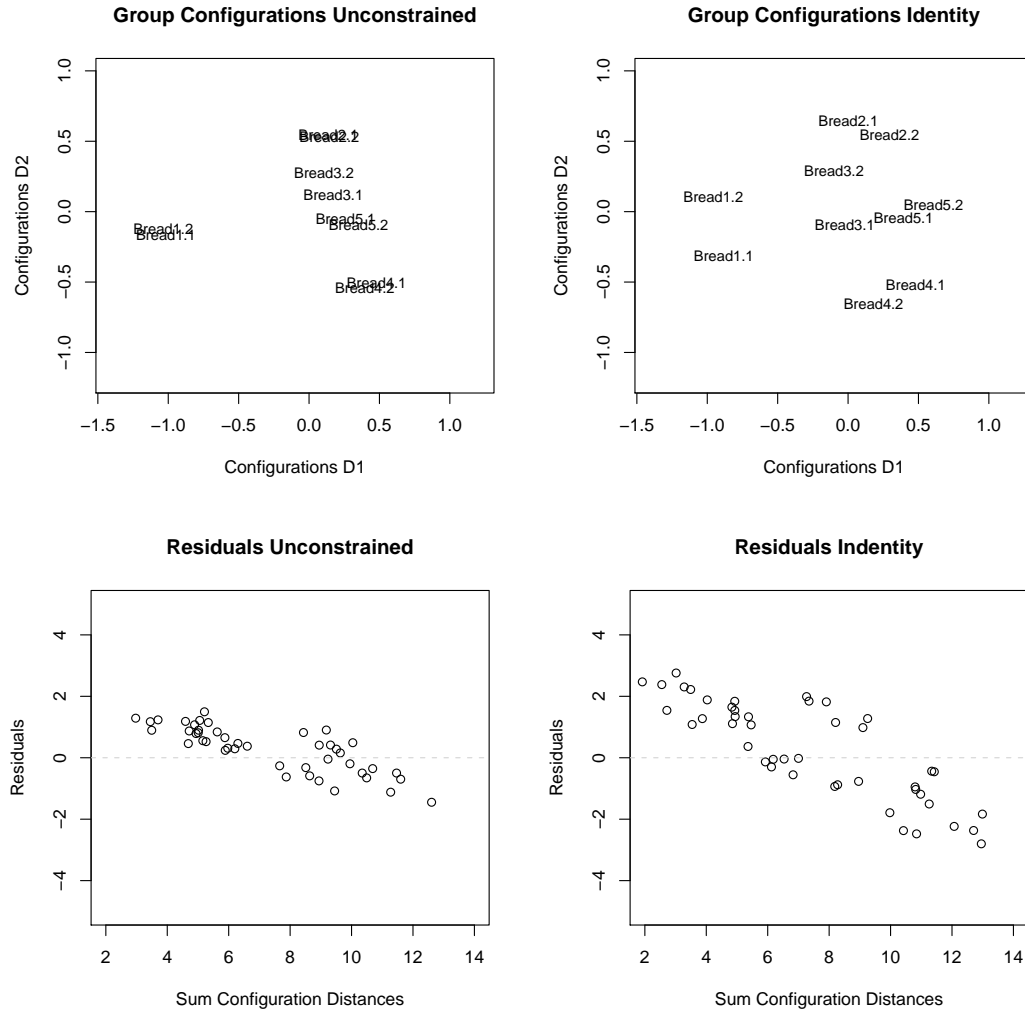 Group Configurations Unconstrained
1.0
0.5
0.0
−0.5
−1.0
Configurations D2
Bread2.1
Bread2.2
Bread3.2
Bread3.1
Bread5.1
Bread5.2
Bread1.2
Bread1.1
Bread4.1
Bread4.2
−1.5 −1.0 −0.5 0.0 0.5 1.0
Configurations D1
Group Configurations Identity
1.0
0.5
0.0
−0.5
−1.0
Configurations D2
Bread2.1
Bread2.2
Bread3.2
Bread1.2
Bread5.2
Bread5.1
Bread3.1
Bread1.1
Bread4.1
Bread4.2
−1.5 −1.0 −0.5 0.0 0.5 1.0
Configurations D1
Residuals Unconstrained
4
2
0
−2
−4
Residuals
2 4 6 8 10 12 14
Sum Configuration Distances
Residuals Indentity
4
2
0
−2
−4
Residuals
2 4 6 8 10 12 14
Sum Configuration Distances